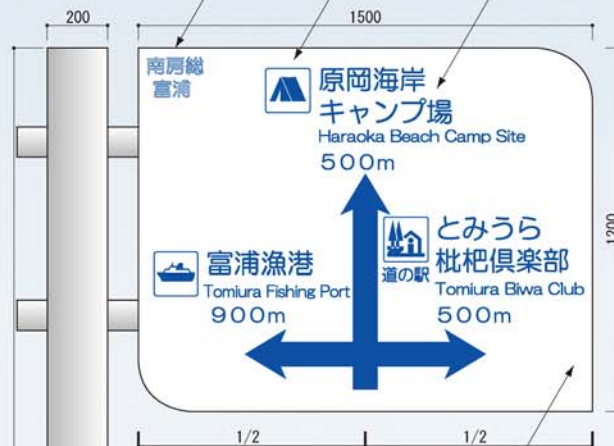 200
1500
南房総
富浦
原岡海岸
キャンプ場
Haraoka Beach Camp Site
500m
富浦漁港
Tomiura Fishing Port
900m
道の駅
とみうら
枇杷倶楽部
Tomiura Biwa Club
500m
1200
1/2
1/2